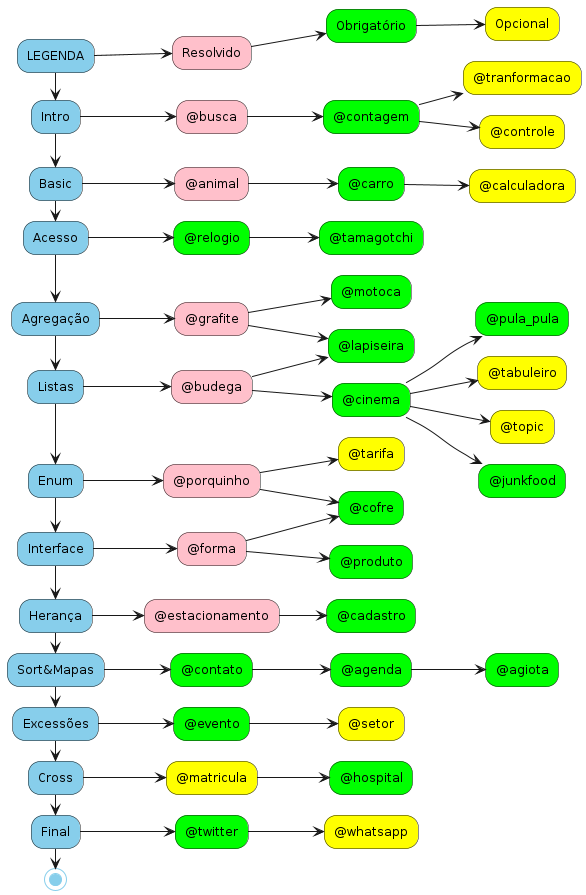 LEGENDA
Resolvido
Obrigatório
Opcional
Intro
@busca
@contagem
@tranformacao
@controle
Basic
@animal
@carro
@calculadora
Acesso
@relogio
@tamagotchi
Agregação
@grafite
@motoca
@lapiseira
Listas
@budega
@cinema
@pula_pula
@tabuleiro
@topic
@junkfood
Enum
@porquinho
@tarifa
@cofre
Interface
@forma
@produto
Herança
@estacionamento
@cadastro
Sort&Mapas
@contato
@agenda
@agiota
Excessões
@evento
@setor
Cross
@matricula
@hospital
Final
@twitter
@whatsapp